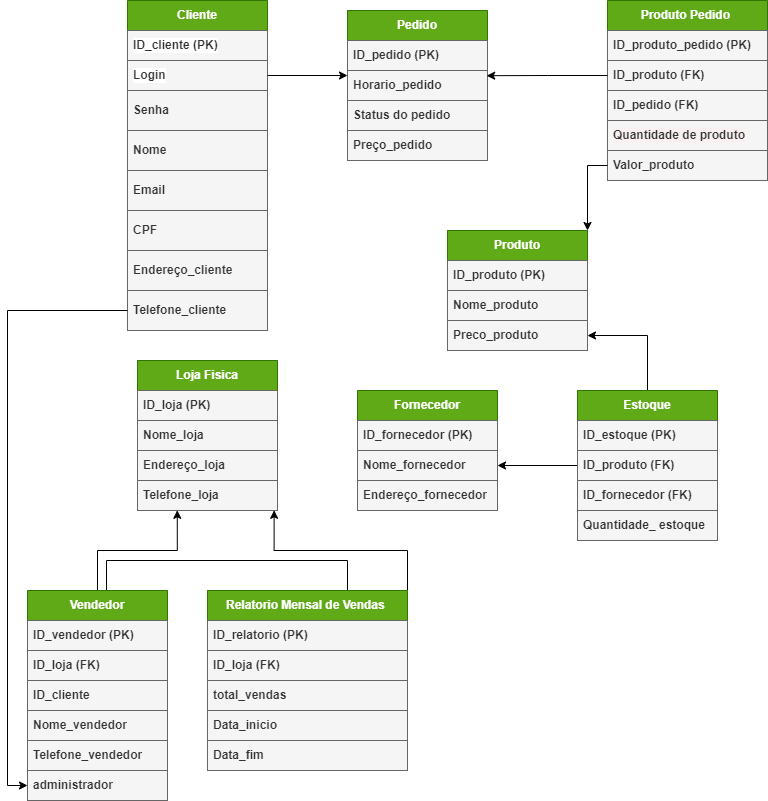 Cliente
ID_cliente (PK)
Login
Senha
Nome
Email
CPF
Endereço_cliente
Telefone_cliente
Pedido
ID_pedido (PK)
Horario_pedido
Status do pedido
Preço_pedido
Produto Pedido
ID_produto_pedido (PK)
ID_produto (FK)
ID_pedido (FK)
Quantidade de produto
Valor_produto
Produto
ID_produto (PK)
Nome_produto
Preco_produto
Loja Fisica
ID_loja (PK)
Nome_loja
Endereço_loja
Telefone_loja
Fornecedor
ID_fornecedor (PK)
Nome_fornecedor
Endereço_fornecedor
Estoque
ID_estoque (PK)
ID_produto (FK)
ID_fornecedor (FK)
Quantidade_ estoque
Vendedor
ID_vendedor (PK)
ID_loja (FK)
ID_cliente
Nome_vendedor
Telefone_vendedor
administrador
Relatorio Mensal de Vendas
ID_relatorio (PK)
ID_loja (FK)
total_vendas
Data_inicio
Data_fim